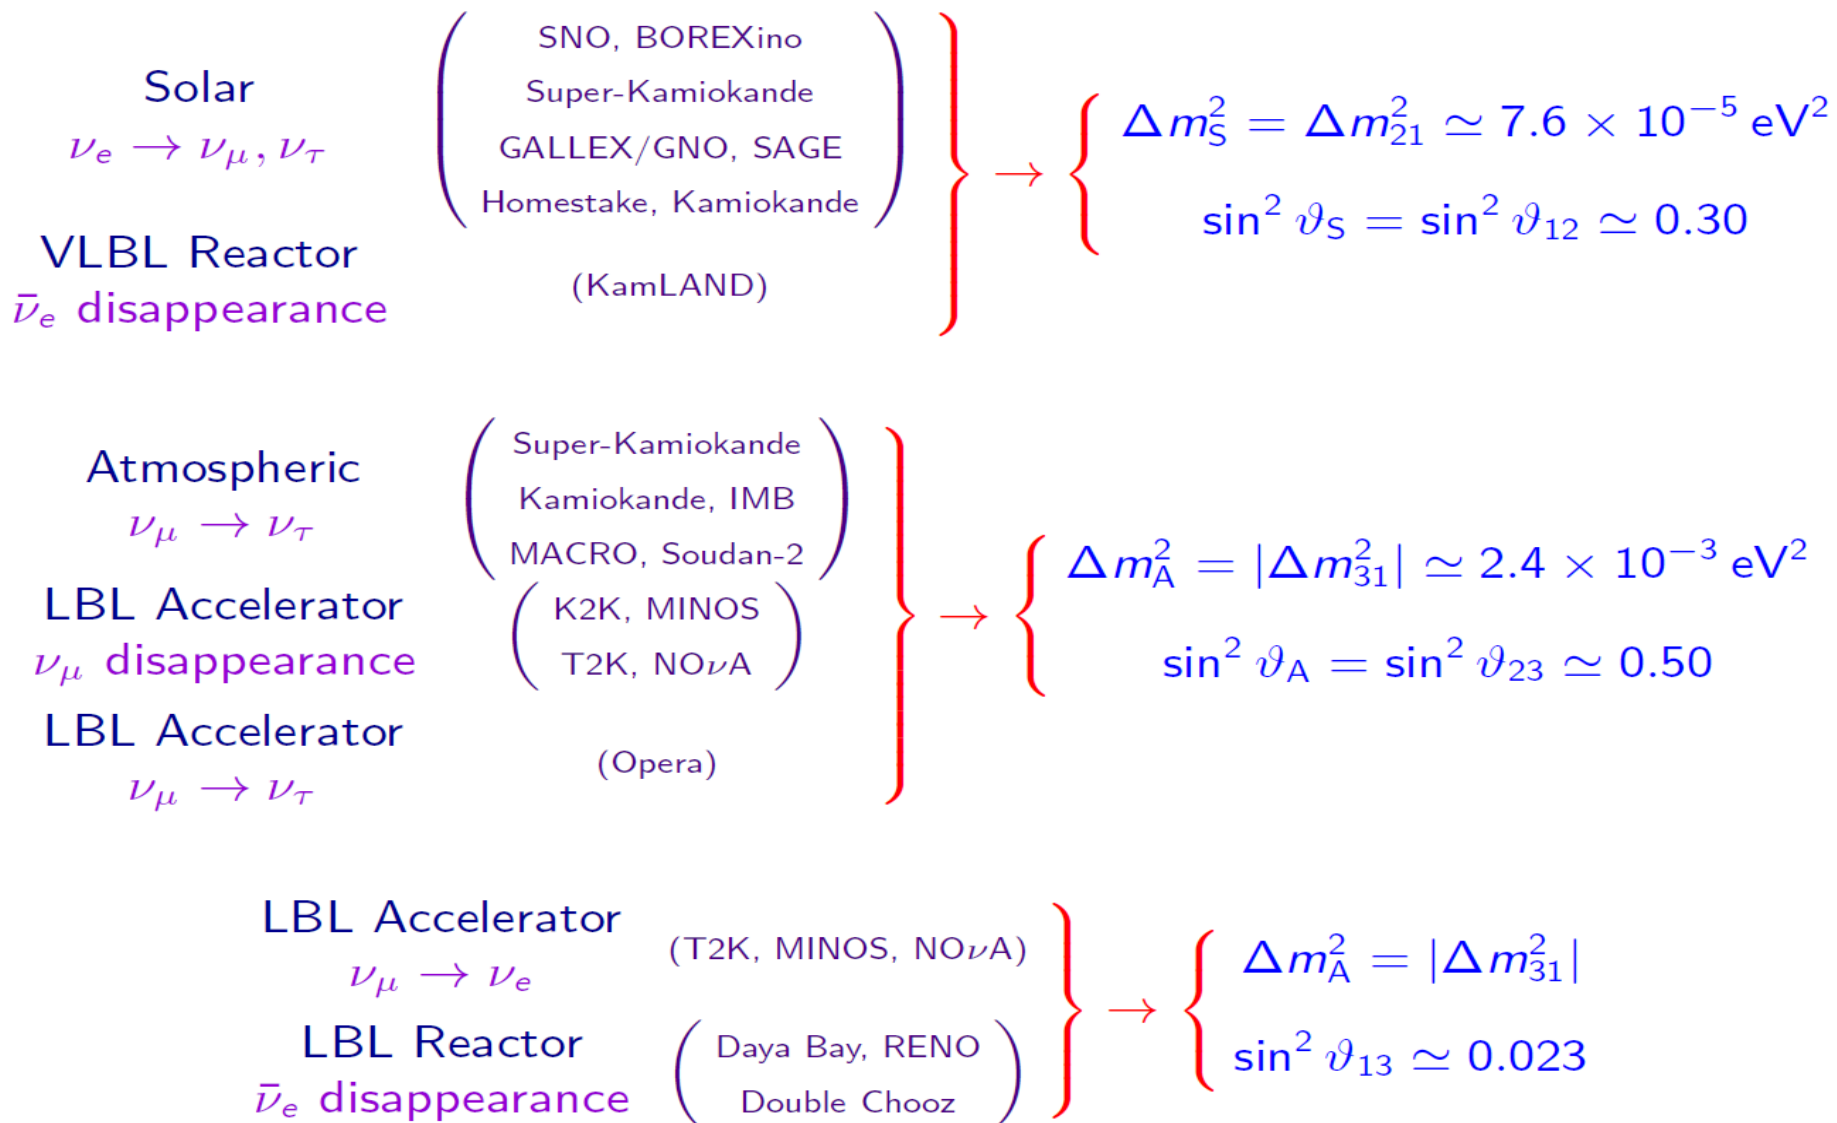 Solar
νe → νμ, ντ
SNO, BOREXino
Super-Kamiokande
GALLEX/GNO, SAGE
Homestake, Kamiokande
VLBL Reactor
ν̄e disappearance
(KamLAND)
→
Δm²S = Δm²21 ≃ 7.6 × 10⁻⁵ eV²
sin² ϑS = sin² ϑ12 ≃ 0.30
Atmospheric
νμ → ντ
Super-Kamiokande
Kamiokande, IMB
MACRO, Soudan-2
LBL Accelerator
νμ disappearance
K2K, MINOS
T2K, NOνA
LBL Accelerator
νμ → ντ
(Opera)
→
Δm²A = |Δm²31| ≃ 2.4 × 10⁻³ eV²
sin² ϑA = sin² ϑ23 ≃ 0.50
LBL Accelerator
νμ → νe
(T2K, MINOS, NOνA)
LBL Reactor
ν̄e disappearance
Daya Bay, RENO
Double Chooz
→
Δm²A = |Δm²31|
sin² ϑ13 ≃ 0.023